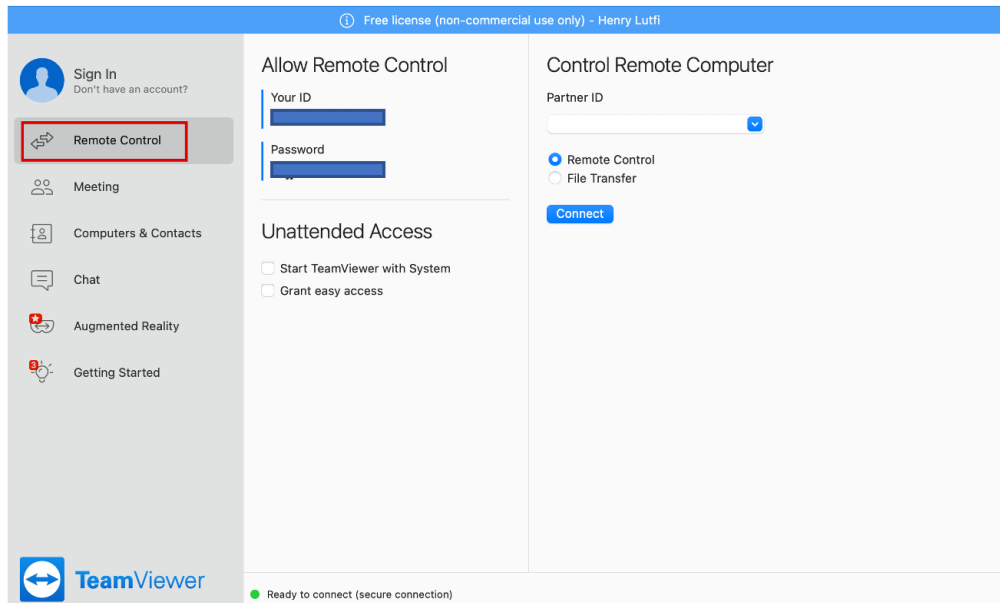 Free license (non-commercial use only) - Henry Lutfi
Sign In
Don't have an account?
Remote Control
Meeting
Computers & Contacts
Chat
Augmented Reality
3
Getting Started
TeamViewer
Allow Remote Control
Your ID
Password
Unattended Access
Start TeamViewer with System
Grant easy access
Control Remote Computer
Partner ID
Remote Control
File Transfer
Connect
Ready to connect (secure connection)